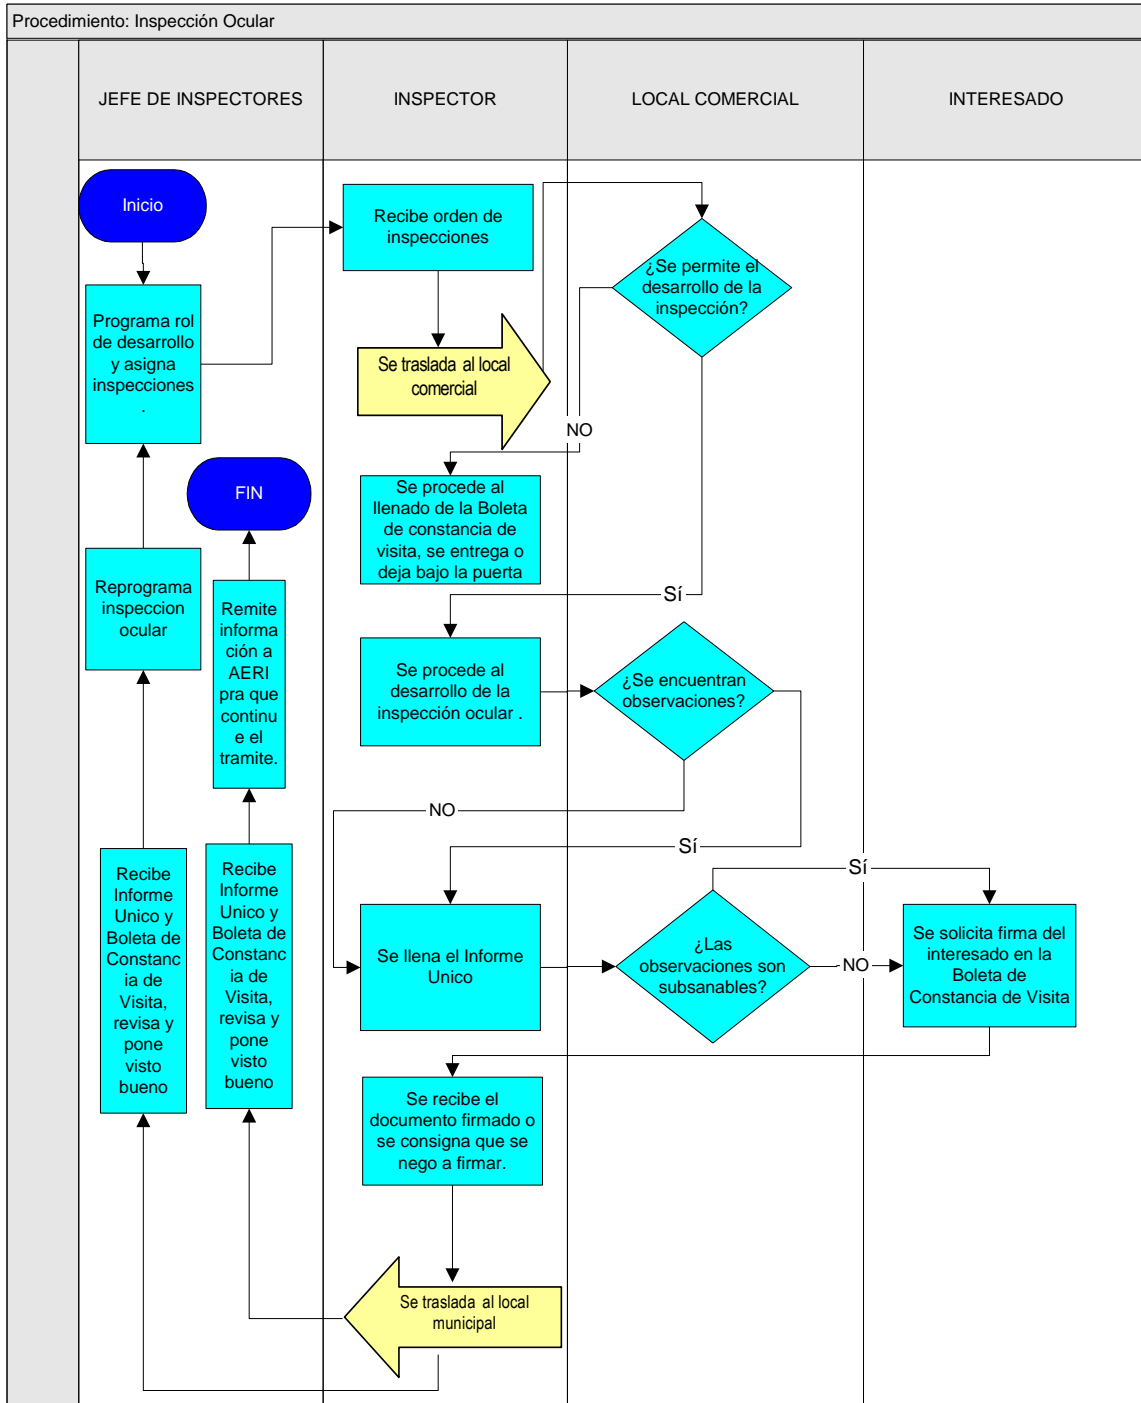 Procedimiento: Inspección Ocular
JEFE DE INSPECTORES
INSPECTOR
LOCAL COMERCIAL
INTERESADO
Inicio
Programa rol
de desarrollo
y asigna
inspecciones
.
Recibe orden de
inspecciones
¿Se permite el
desarrollo de la
inspección?
Se traslada al local
comercial
NO
Se procede al
llenado de la Boleta
de constancia de
visita, se entrega o
deja bajo la puerta
FIN
Reprograma
inspeccion
ocular
Remite
informa
ción a
AERI
pra que
continu
e el
tramite.
Sí
Se procede al
desarrollo de la
inspección ocular .
¿Se encuentran
observaciones?
NO
Sí
Recibe
Informe
Unico y
Boleta de
Constanc
ia de
Visita,
revisa y
pone
visto
bueno
Recibe
Informe
Unico y
Boleta de
Constanc
ia de
Visita,
revisa y
pone
visto
bueno
Se llena el Informe
Unico
¿Las
observaciones son
subsanables?
Sí
NO
Se solicita firma del
interesado en la
Boleta de
Constancia de Visita
Se recibe el
documento firmado o
se consigna que se
nego a firmar.
Se traslada al local
municipal